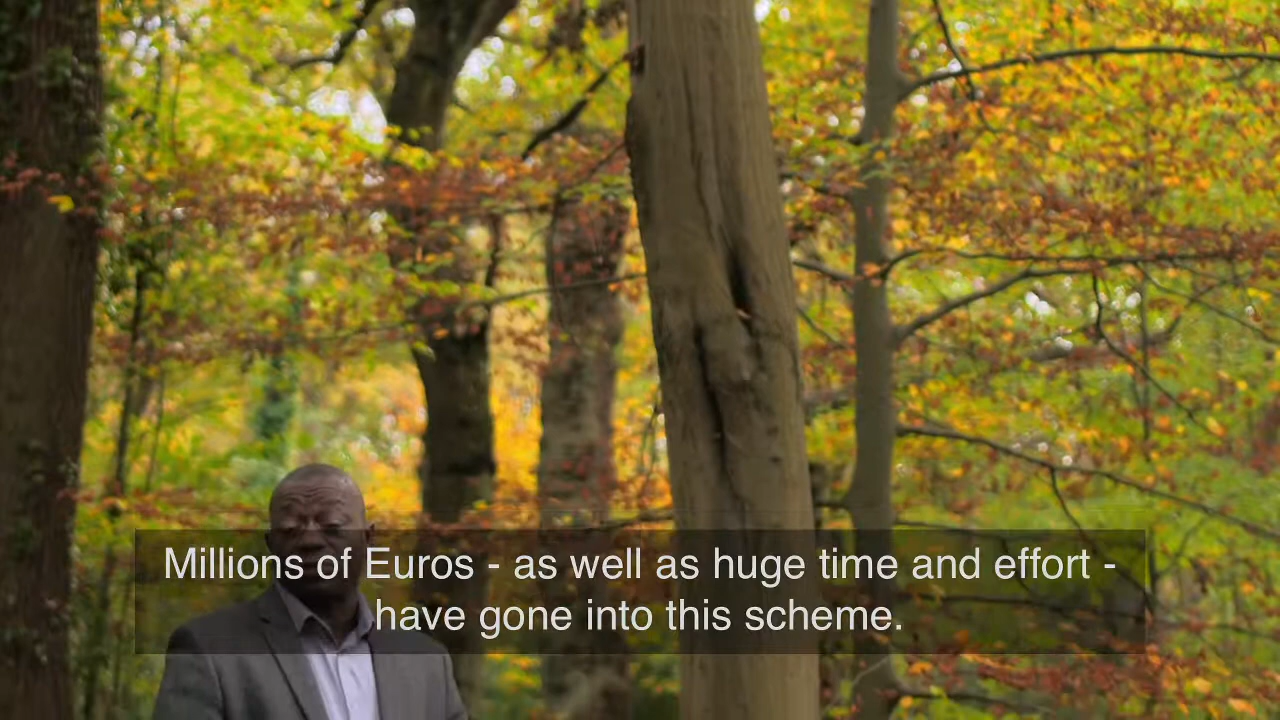 Millions of Euros - as well as huge time and effort -
have gone into this scheme.